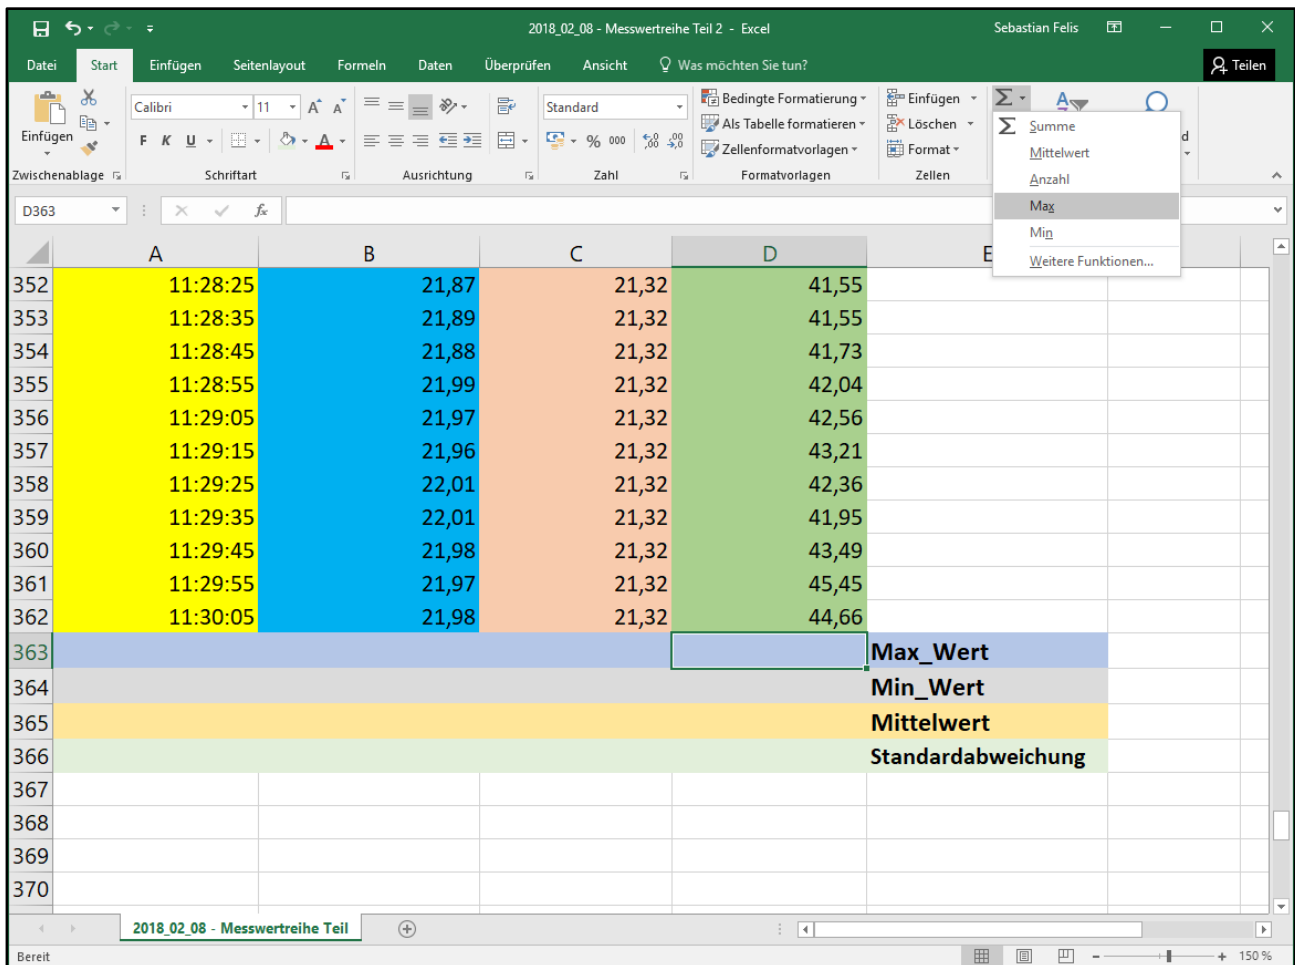 2018_02_08 - Messwertreihe Teil 2 - Excel
Sebastian Felis
Datei Start Einfügen Seitenlayout Formeln Daten Überprüfen Ansicht Was möchten Sie tun? Teilen
Einfügen
Calibri 11
F K U
A
Standard
% 000
Bedingte Formatierung
Als Tabelle formatieren
Zellenformatvorlagen
Einfügen
Löschen
Format
Σ
Zwischenablage Schriftart Ausrichtung Zahl Formatvorlagen Zellen
Σ Summe
Mittelwert
Anzahl
Max
Min
Weitere Funktionen...
D363 fx
A B C D E
352 11:28:25 21,87 21,32 41,55
353 11:28:35 21,89 21,32 41,55
354 11:28:45 21,88 21,32 41,73
355 11:28:55 21,99 21,32 42,04
356 11:29:05 21,97 21,32 42,56
357 11:29:15 21,96 21,32 43,21
358 11:29:25 22,01 21,32 42,36
359 11:29:35 22,01 21,32 41,95
360 11:29:45 21,98 21,32 43,49
361 11:29:55 21,97 21,32 45,45
362 11:30:05 21,98 21,32 44,66
363 Max_Wert
364 Min_Wert
365 Mittelwert
366 Standardabweichung
367
368
369
370
2018_02_08 - Messwertreihe Teil
Bereit
- + 150 %